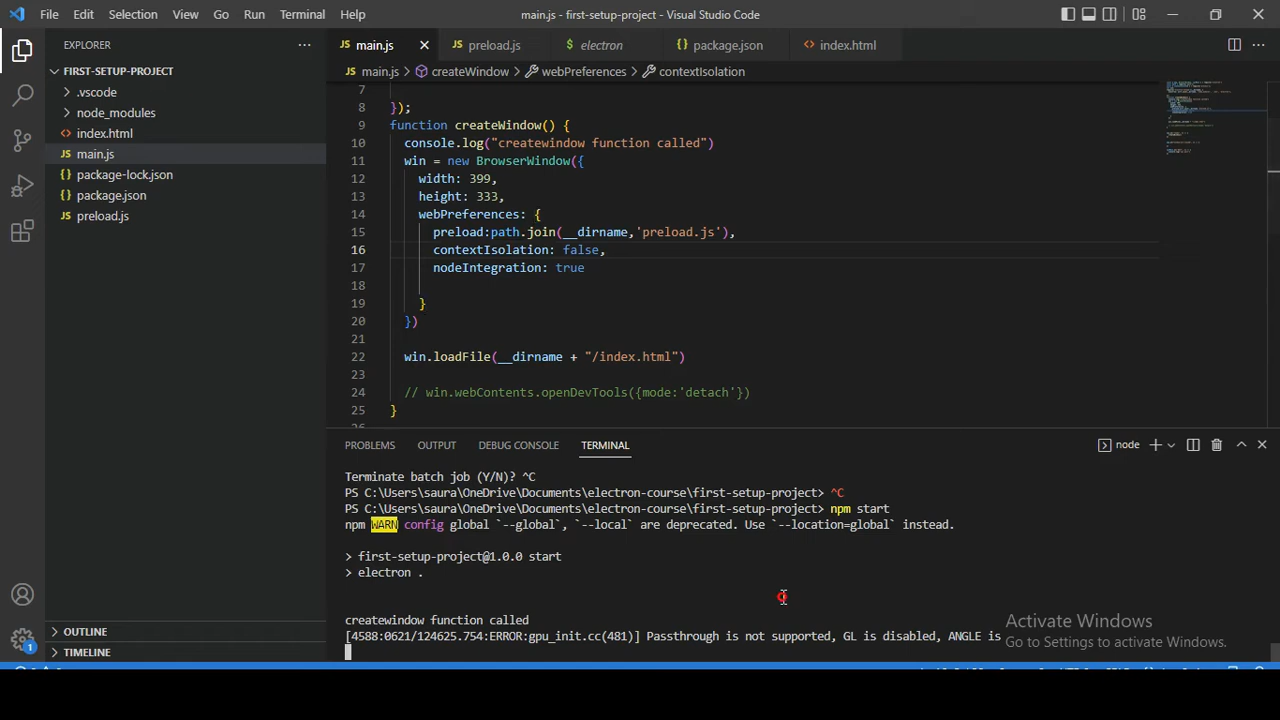 File Edit Selection View Go Run Terminal Help
main.js - first-setup-project - Visual Studio Code
EXPLORER
FIRST-SETUP-PROJECT
.vscode
node_modules
index.html
JS main.js
package-lock.json
package.json
JS preload.js
OUTLINE
TIMELINE
1
JS main.js
JS preload.js
$ electron
{} package.json
<> index.html
JS main.js > createWindow > webPreferences > contextIsolation
7
8 });
9 function createWindow() {
10 console.log("createwindow function called")
11 win = new BrowserWindow({
12 width: 399,
13 height: 333,
14 webPreferences: {
15 preload:path.join(__dirname,'preload.js'),
16 contextIsolation: false,
17 nodeIntegration: true
18
19 }
20 })
21
22 win.loadFile(__dirname + "/index.html")
23
24 // win.webContents.openDevTools({mode:'detach'})
25 }
PROBLEMS OUTPUT DEBUG CONSOLE TERMINAL
node
Terminate batch job (Y/N)? ^C
PS C:\Users\saura\OneDrive\Documents\electron-course\first-setup-project> ^C
PS C:\Users\saura\OneDrive\Documents\electron-course\first-setup-project> npm start
npm WARN config global `--global`, `--local` are deprecated. Use `--location=global` instead.
> first-setup-project@1.0.0 start
> electron .
createwindow function called
[4588:0621/124625.754:ERROR:gpu_init.cc(481)] Passthrough is not supported, GL is disabled, ANGLE is
Activate Windows
Go to Settings to activate Windows.